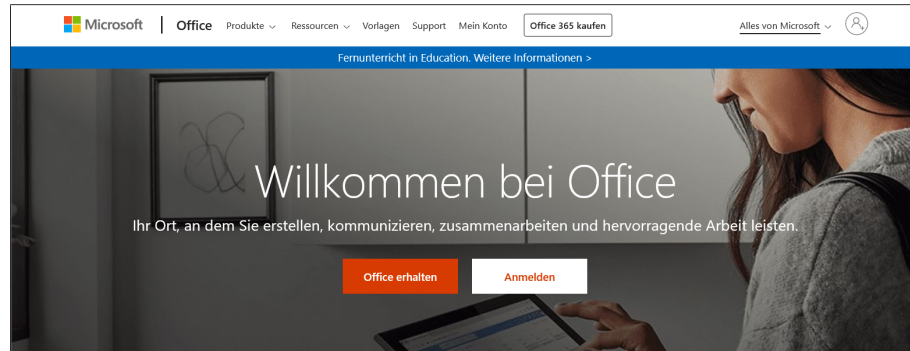 Microsoft Office Produkte Ressourcen Vorlagen Support Mein Konto Office 365 kaufen Alles von Microsoft
Fernunterricht in Education. Weitere Informationen >
Willkommen bei Office
Ihr Ort, an dem Sie erstellen, kommunizieren, zusammenarbeiten und hervorragende Arbeit leisten.
Office erhalten Anmelden